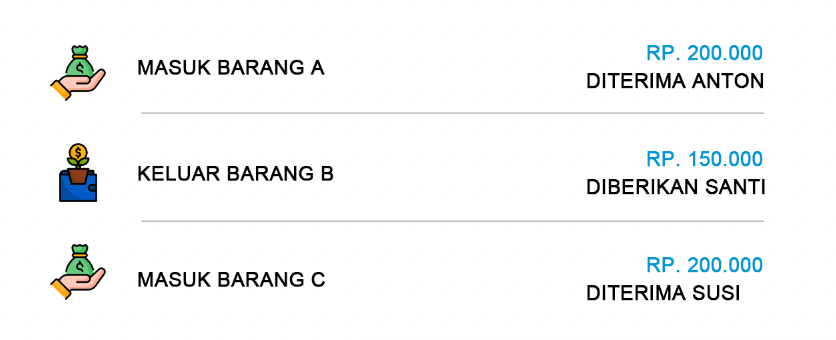 MASUK BARANG A
RP. 200.000
DITERIMA ANTON
KELUAR BARANG B
RP. 150.000
DIBERIKAN SANTI
MASUK BARANG C
RP. 200.000
DITERIMA SUSI